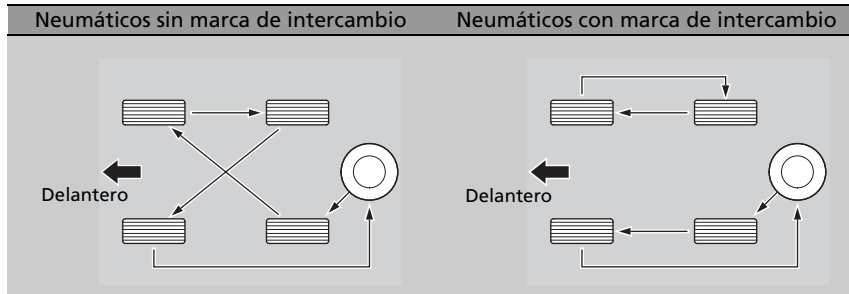 Neumáticos sin marca de intercambio
Neumáticos con marca de intercambio
Delantero
Delantero